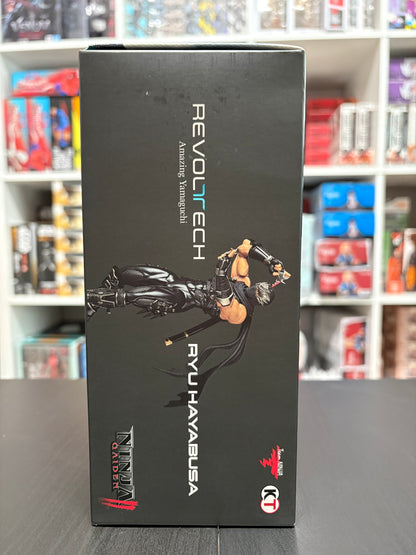 REVOLTECH
Amazing Yamaguchi
RYU HAYABUSA
NINJA
GAIDEN
KT